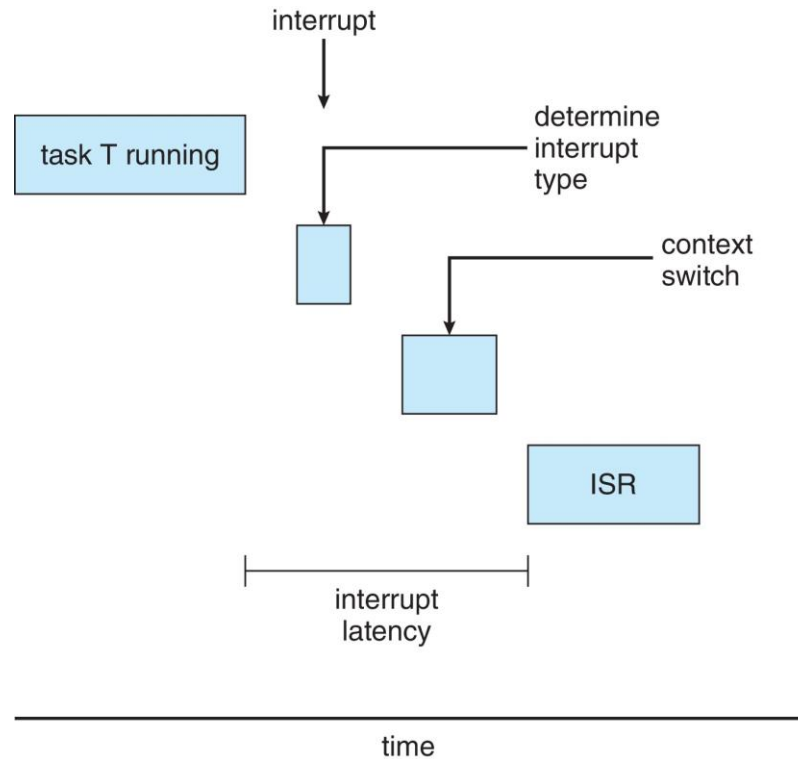 interrupt
task T running
determine
interrupt
type
context
switch
ISR
interrupt
latency
time